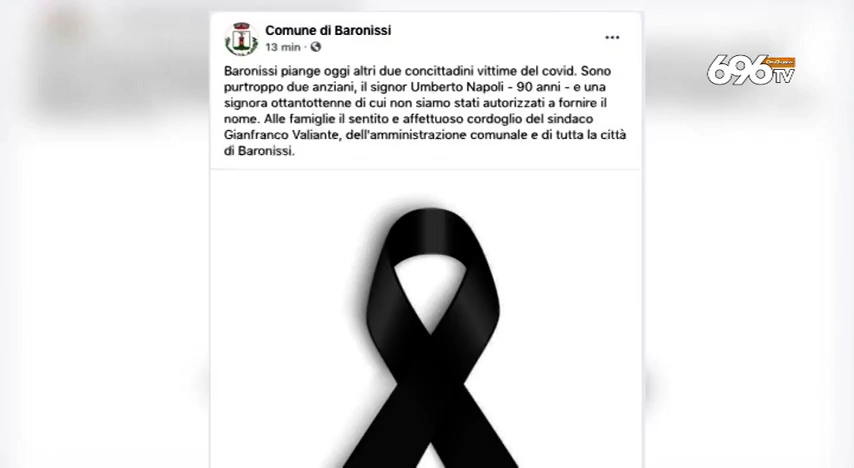 Comune di Baronissi
13 min ·
Baronissi piange oggi altri due concittadini vittime del covid. Sono
purtroppo due anziani, il signor Umberto Napoli - 90 anni - e una
signora ottantottenne di cui non siamo stati autorizzati a fornire il
nome. Alle famiglie il sentito e affettuoso cordoglio del sindaco
Gianfranco Valiante, dell'amministrazione comunale e di tutta la città
di Baronissi.
696
TV